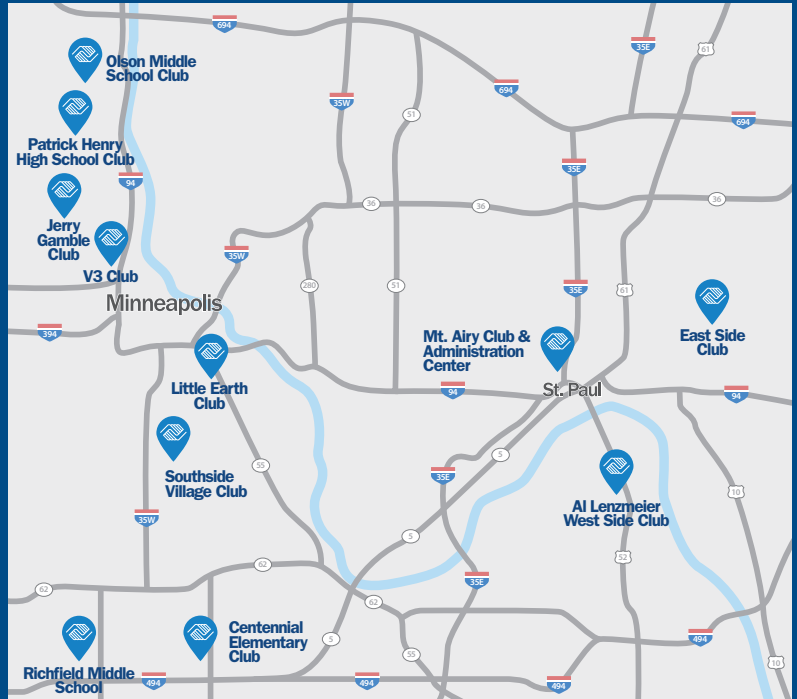 694
Olson Middle
School Club
35E
61
35W
694
51
694
Patrick Henry
High School Club
35E
94
36
36
36
Jerry
Gamble
Club
35W
V3 Club
280
51
35E
61
Minneapolis
394
Mt. Airy Club &
Administration
Center
East Side
Club
Little Earth
Club
94
St. Paul
94
55
5
Southside
Village Club
35E
10
35W
Al Lenzmeier
West Side Club
5
52
62
62
35E
62
Centennial
Elementary
Club
5
494
55
10
Richfield Middle
School
494
494
494